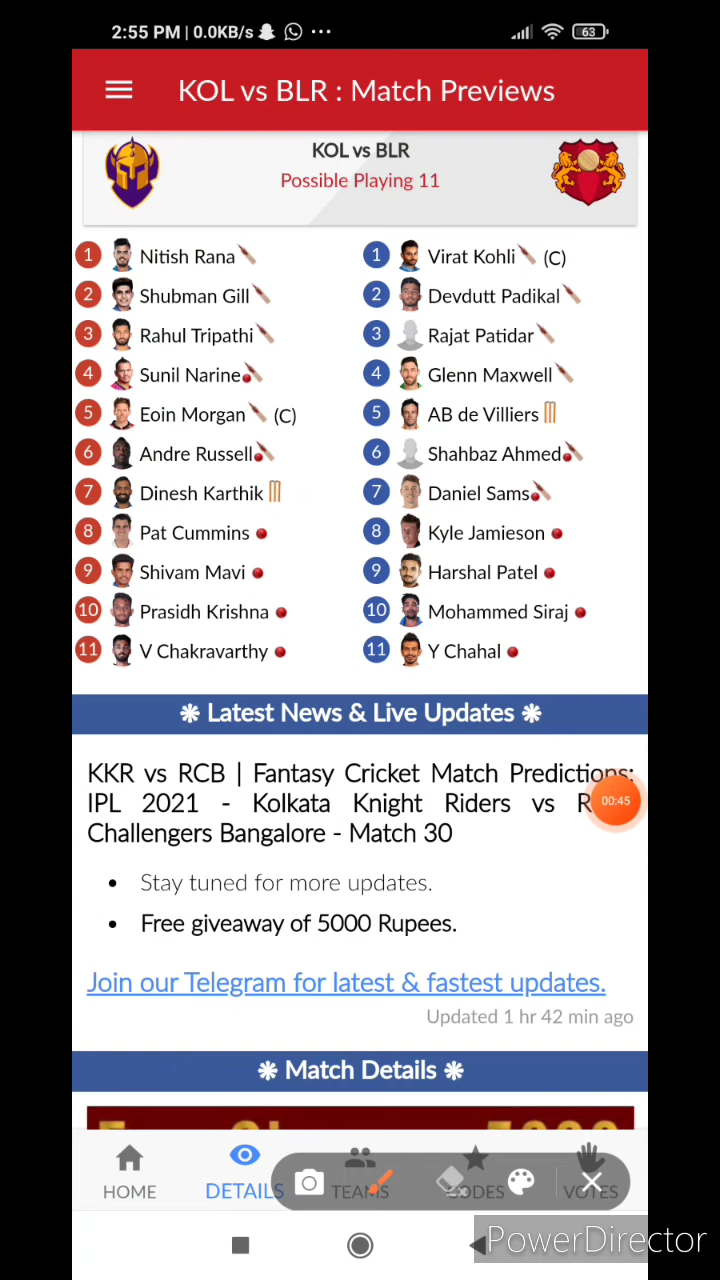 2:55 PM | 0.0KB/s ... 63
KOL vs BLR : Match Previews
KOL vs BLR
Possible Playing 11
1 Nitish Rana
2 Shubman Gill
3 Rahul Tripathi
4 Sunil Narine
5 Eoin Morgan (C)
6 Andre Russell
7 Dinesh Karthik
8 Pat Cummins
9 Shivam Mavi
10 Prasidh Krishna
11 V Chakravarthy
1 Virat Kohli (C)
2 Devdutt Padikal
3 Rajat Patidar
4 Glenn Maxwell
5 AB de Villiers
6 Shahbaz Ahmed
7 Daniel Sams
8 Kyle Jamieson
9 Harshal Patel
10 Mohammed Siraj
11 Y Chahal
❋ Latest News & Live Updates ❋
KKR vs RCB | Fantasy Cricket Match Predictions:
IPL 2021 - Kolkata Knight Riders vs
Challengers Bangalore - Match 30
00:45
• Stay tuned for more updates.
• Free giveaway of 5000 Rupees.
Join our Telegram for latest & fastest updates.
Updated 1 hr 42 min ago
❋ Match Details ❋
HOME
DETAILS
TEAMS
CODES
VOTES
PowerDirector